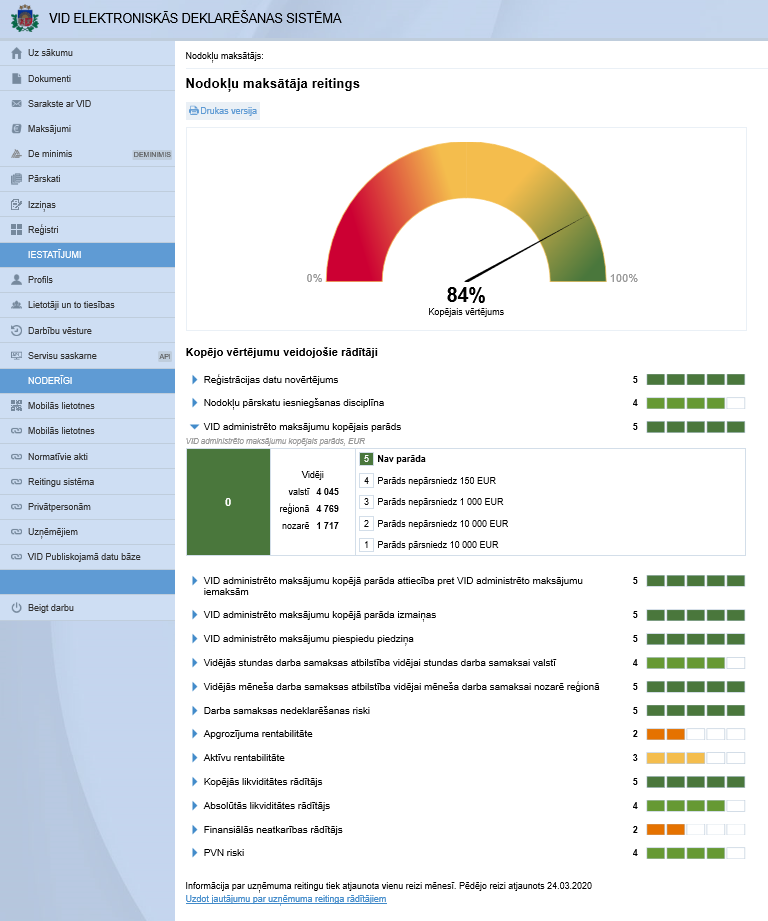 VID ELEKTRONISKĀS DEKLARĒŠANAS SISTĒMA
Uz sākumu
Dokumenti
Sarakste ar VID
Maksājumi
De minimis DEMINIMIS
Pārskati
Izziņas
Reģistri
IESTATĪJUMI
Profils
Lietotāji un to tiesības
Darbību vēsture
Servisu saskarne API
NODERĪGI
Mobilās lietotnes
Mobilās lietotnes
Normatīvie akti
Reitingu sistēma
Privātpersonām
Uzņēmējiem
VID Publiskojamā datu bāze
Beigt darbu
Nodokļu maksātājs:
Nodokļu maksātāja reitings
Drukas versija
0% 100%
84%
Kopējais vērtējums
Kopējo vērtējumu veidojošie rādītāji
Reģistrācijas datu novērtējums 5
Nodokļu pārskatu iesniegšanas disciplīna 4
VID administrēto maksājumu kopējais parāds 5
VID administrēto maksājumu kopējais parāds, EUR
0
Vidēji
valstī 4 045
reģionā 4 769
nozarē 1 717
5 Nav parāda
4 Parāds nepārsniedz 150 EUR
3 Parāds nepārsniedz 1 000 EUR
2 Parāds nepārsniedz 10 000 EUR
1 Parāds pārsniedz 10 000 EUR
VID administrēto maksājumu kopējā parāda attiecība pret VID administrēto maksājumu 5
iemaksām
VID administrēto maksājumu kopējā parāda izmaiņas 5
VID administrēto maksājumu piespiedu piedziņa 5
Vidējās stundas darba samaksas atbilstība vidējai stundas darba samaksai valstī 4
Vidējās mēneša darba samaksas atbilstība vidējai mēneša darba samaksai nozarē reģionā 5
Darba samaksas nedeklarēšanas riski 5
Apgrozījuma rentabilitāte 2
Aktīvu rentabilitāte 3
Kopējās likviditātes rādītājs 5
Absolūtās likviditātes rādītājs 4
Finansiālās neatkarības rādītājs 2
PVN riski 4
Informācija par uzņēmuma reitingu tiek atjaunota vienu reizi mēnesī. Pēdējo reizi atjaunots 24.03.2020
Uzdot jautājumu par uzņēmuma reitinga rādītājiem